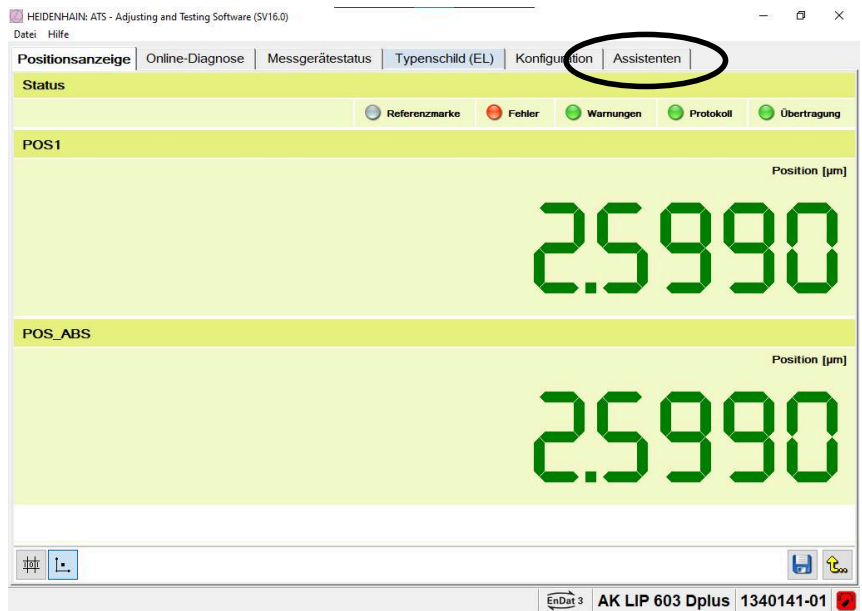 HEIDENHAIN: ATS - Adjusting and Testing Software (SV16.0)
Datei Hilfe
Positionsanzeige Online-Diagnose Messgerätestatus Typenschild (EL) Konfiguration Assistenten
Status
Referenzmarke Fehler Warnungen Protokoll Übertragung
POS1
Position [µm]
2.5990
POS_ABS
Position [µm]
2.5990
EnDat 3 AK LIP 603 Dplus 1340141-01